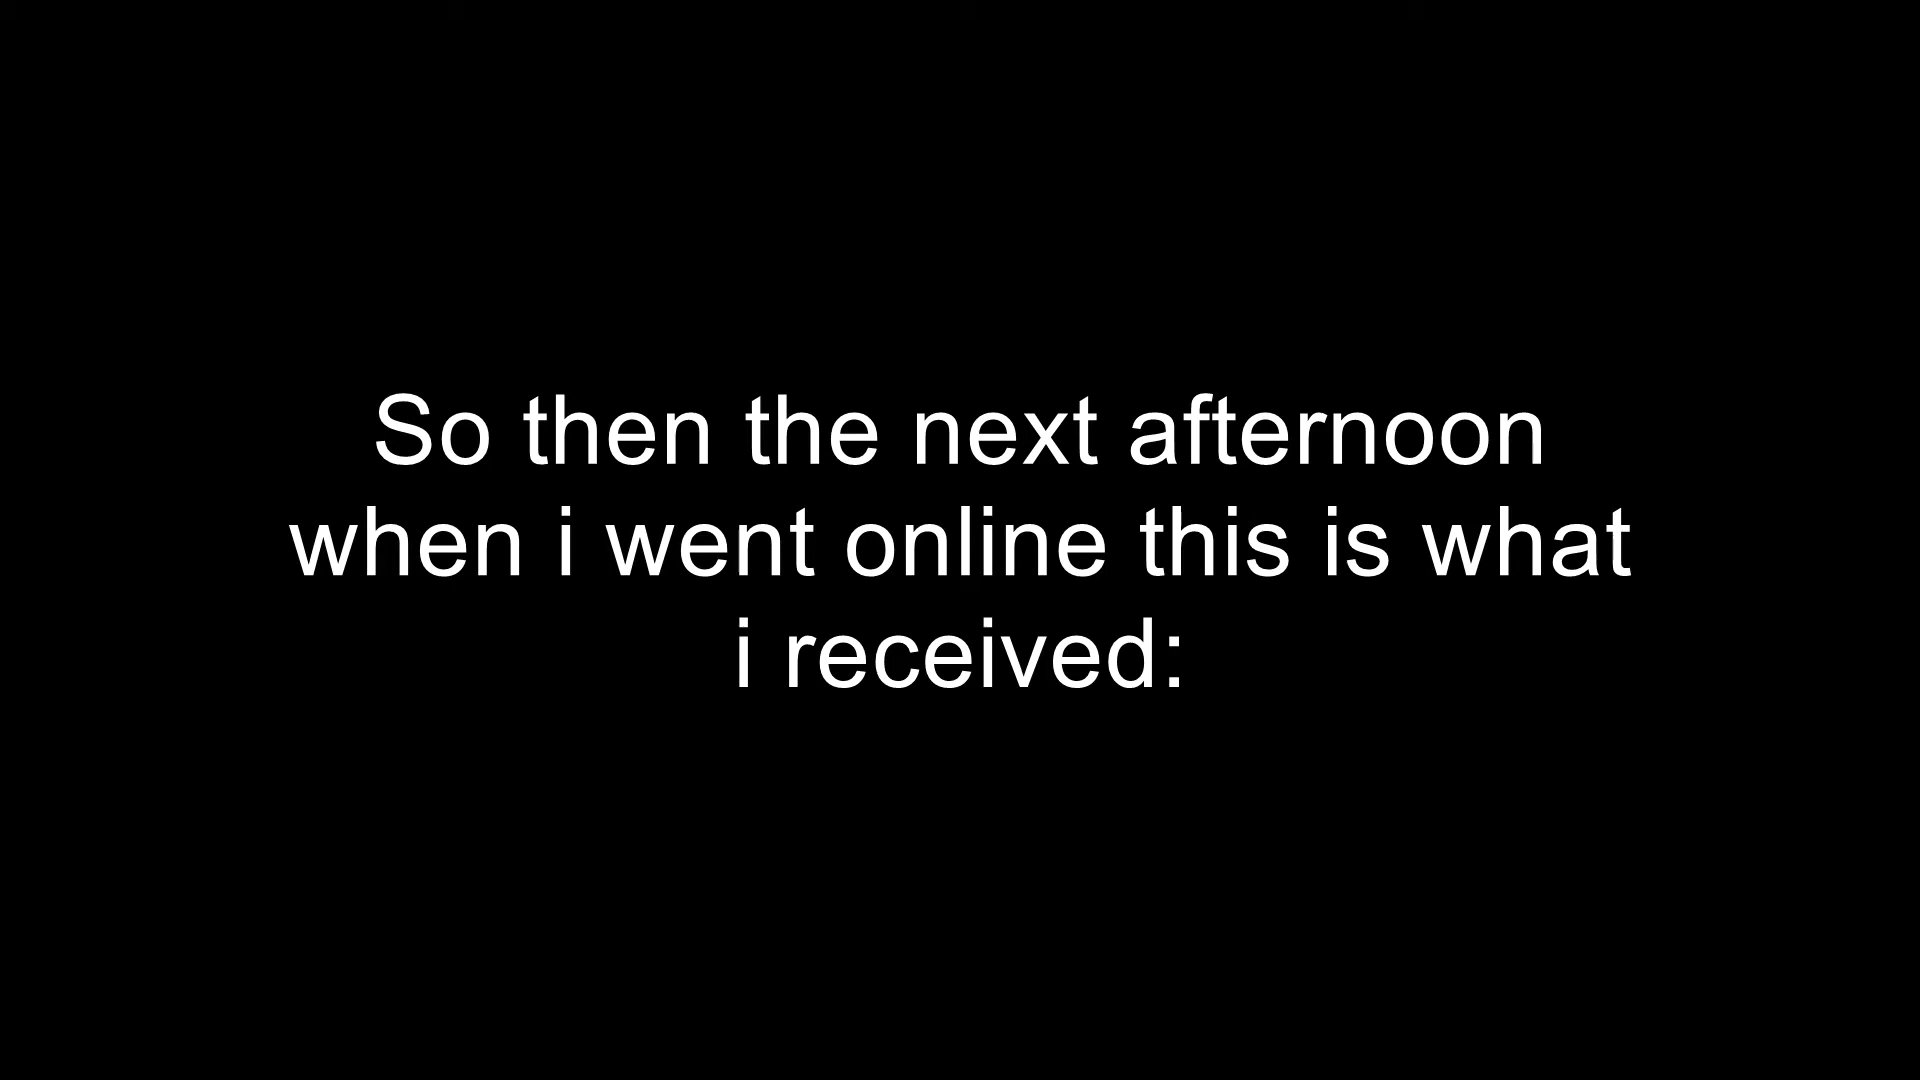 So then the next afternoon
when i went online this is what
i received: